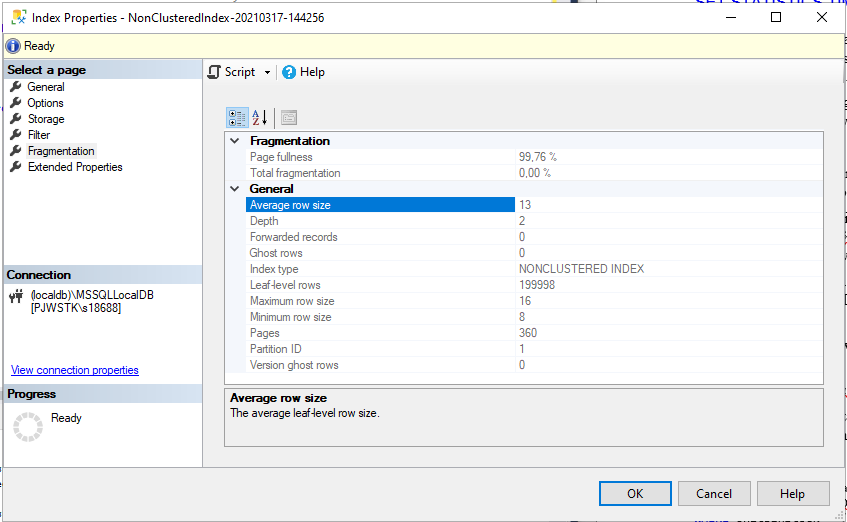 Index Properties - NonClusteredIndex-20210317-144256
Ready
Select a page
General
Options
Storage
Filter
Fragmentation
Extended Properties
Connection
(localdb)\MSSQLLocalDB
[PJWSTK\s18688]
View connection properties
Progress
Ready
Script
Help
Fragmentation
Page fullness 99,76 %
Total fragmentation 0,00 %
General
Average row size 13
Depth 2
Forwarded records 0
Ghost rows 0
Index type NONCLUSTERED INDEX
Leaf-level rows 199998
Maximum row size 16
Minimum row size 8
Pages 360
Partition ID 1
Version ghost rows 0
Average row size
The average leaf-level row size.
OK Cancel Help